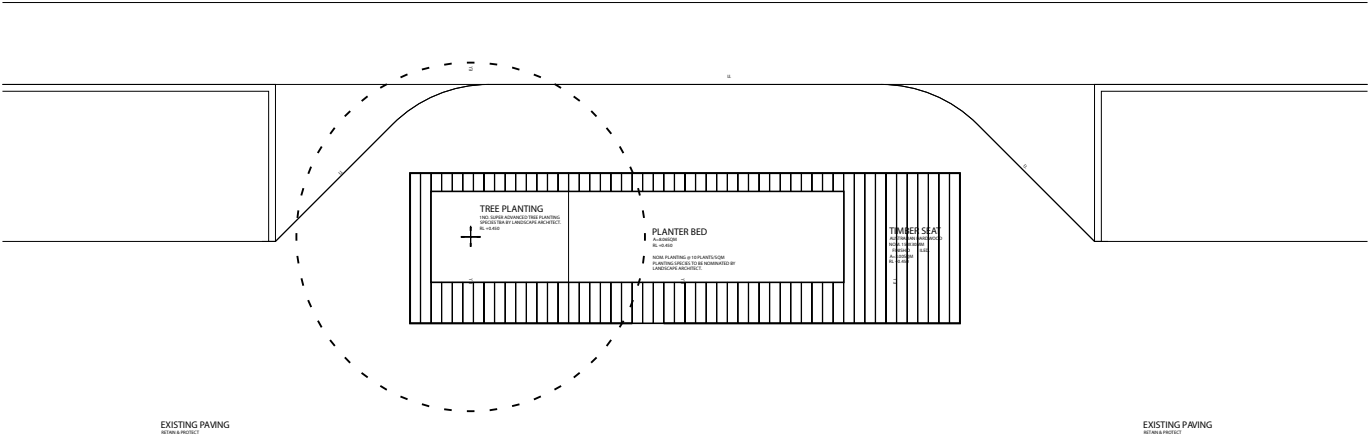 TREE PLANTING
1NO. SUPER ADVANCED TREE PLANTING
SPECIES TBA BY LANDSCAPE ARCHITECT.
RL +0.450
PLANTER BED
RL +0.450
NOM. PLANTING @ 10 PLANTS/SQM
PLANTING SPECIES TO BE NOMINATED BY
LANDSCAPE ARCHITECT.
TIMBER SEAT
AUSTRALIAN HARDWOOD
EXISTING PAVING
RETAIN & PROTECT
EXISTING PAVING
RETAIN & PROTECT